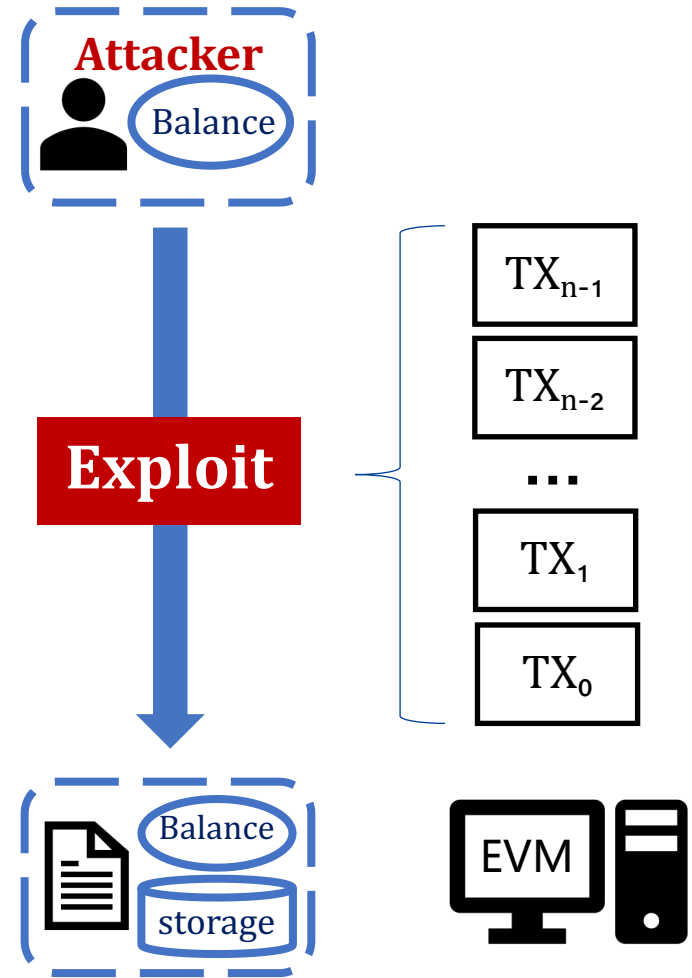 Attacker
Balance
TXₙ₋₁
TXₙ₋₂
...
Exploit
TX₁
TX₀
Balance
storage
EVM